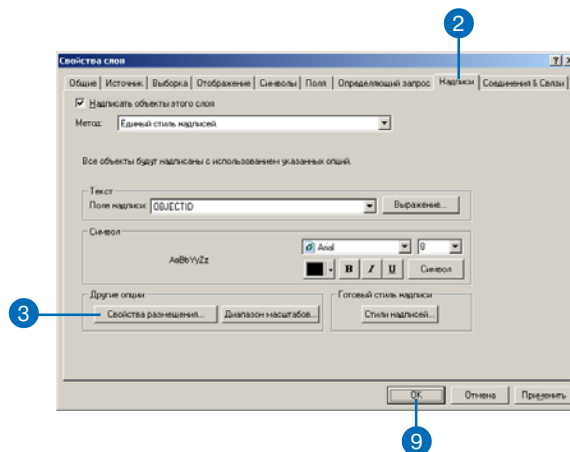 2
Свойства слоя
Общие Источник Выборка Отображение Символы Поля Определяющий запрос Надписи Соединения & Связи
Надписать объекты этого слоя
Метод: Единый стиль надписей.
Все объекты будут надписаны с использованием указанных опций.
Текст
Поле надписи: OBJECTID Выражение...
Символ
AaBbYyZz Arial 8
B I U Символ
Другие опции Готовый стиль надписи
3 Свойства размещения... Диапазон масштабов... Стили надписей...
OK Отмена Применить
9